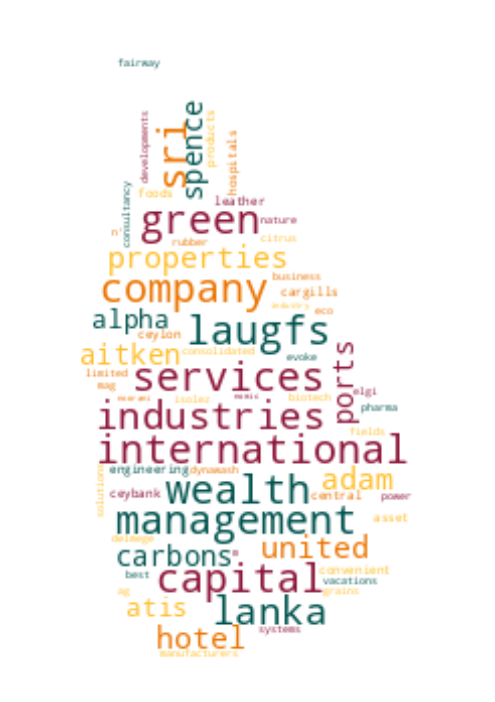 fairway
developments
sri
spence
products
hospitals
consultancy
foods
leather
green
nature
n'
rubber
citrus
properties
business
company
cargills
industry
eco
alpha
laugfs
ceylon
aitken
consolidated
evoke
limited
services
ports
mag
elgi
isolez
biotech
pharma
industries
fields
international
engineering
dynawash
solutions
wealth
adam
ceybank
central
power
management
asset
delmege
united
carbons
convenient
best
capital
vacations
ag
grains
atis
lanka
hotel
systems
manufacturers